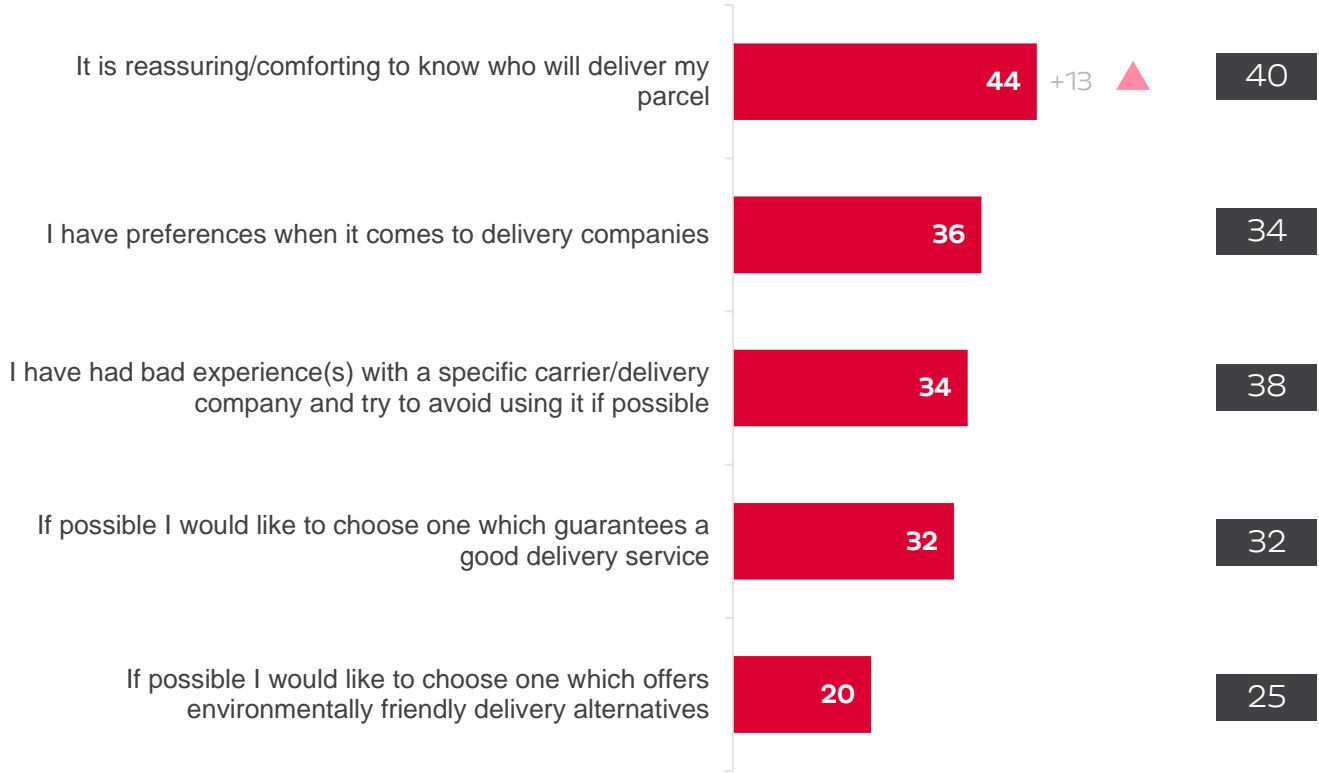 It is reassuring/comforting to know who will deliver my
parcel
44 +13 40
I have preferences when it comes to delivery companies
36 34
I have had bad experience(s) with a specific carrier/delivery
company and try to avoid using it if possible
34 38
If possible I would like to choose one which guarantees a
good delivery service
32 32
If possible I would like to choose one which offers
environmentally friendly delivery alternatives
20 25